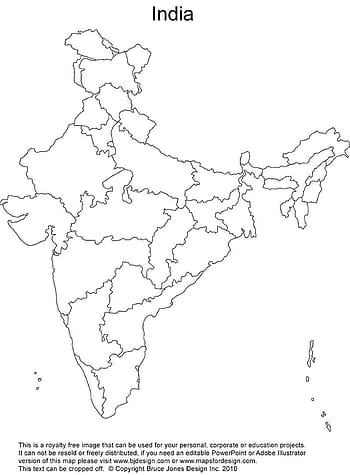 India
This is a royalty free image that can be used for your personal, corporate or education projects.
It can not be resold or freely distributed, if you need an editable PowerPoint or Adobe Illustrator
version of this map please visit www.bjdesign.com or www.mapsfordesign.com.
This text can be cropped off. © Copyright Bruce Jones Design Inc. 2010